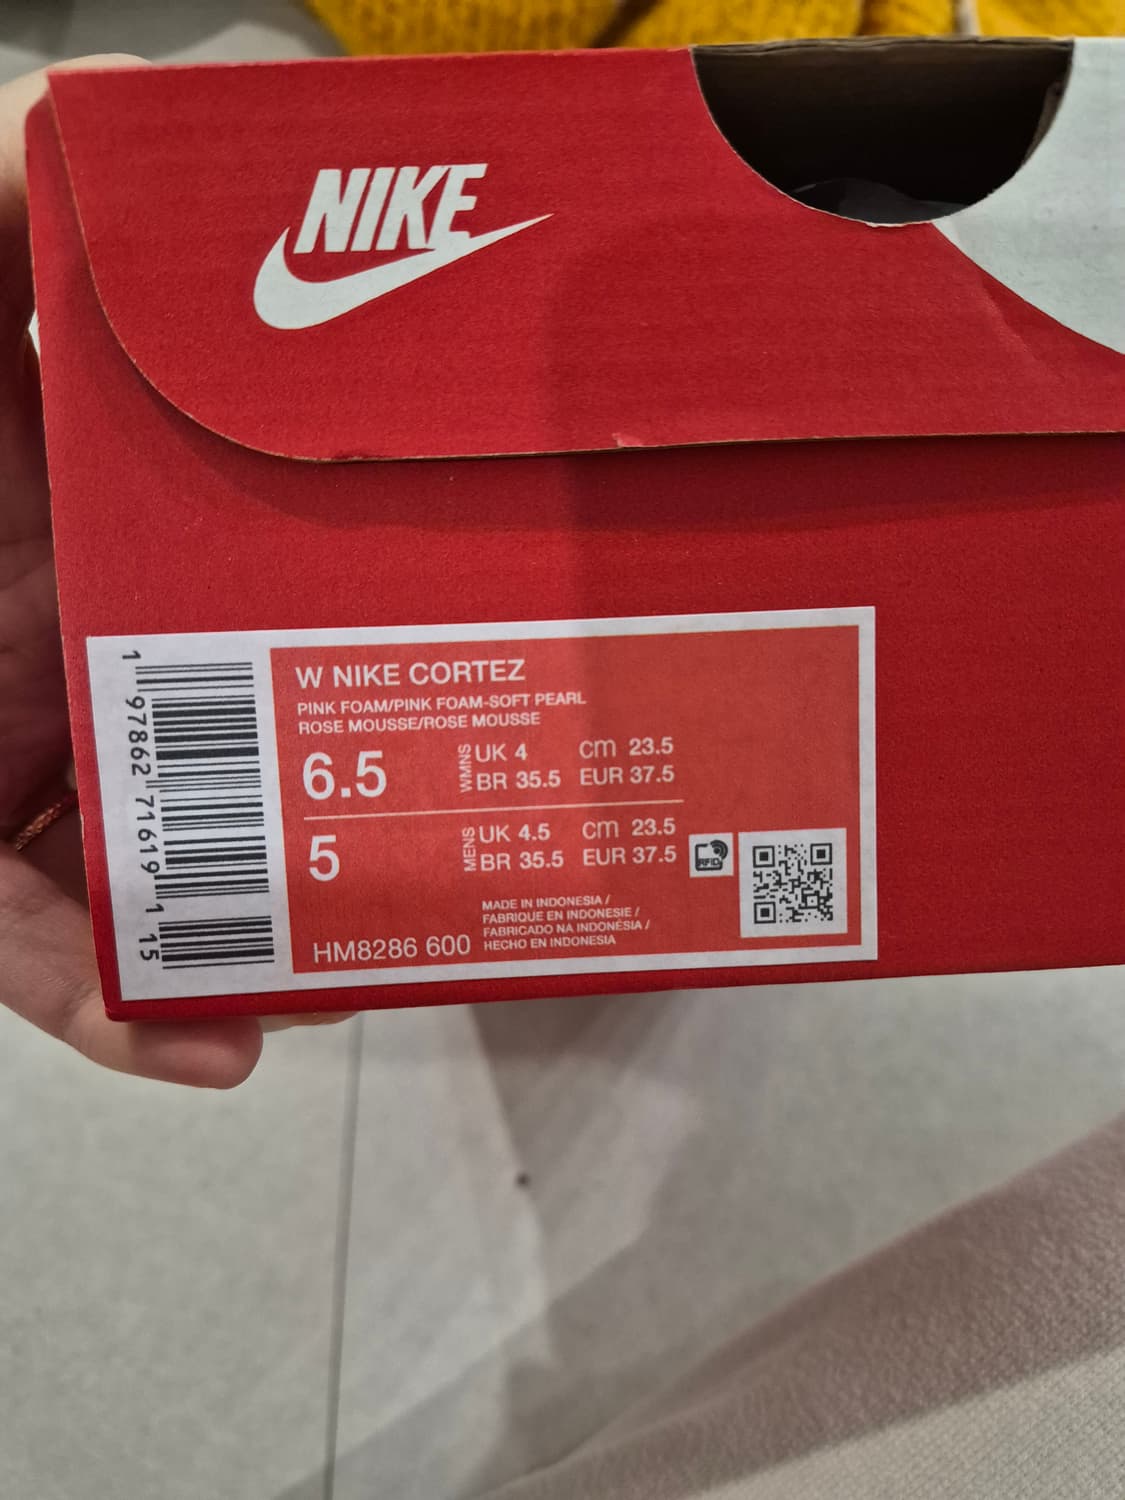 NIKE
1 97862 71619 1 15
W NIKE CORTEZ
PINK FOAM/PINK FOAM-SOFT PEARL
ROSE MOUSSE/ROSE MOUSSE
6.5
WMNS
UK 4 cm 23.5
BR 35.5 EUR 37.5
5
MENS
UK 4.5 cm 23.5
BR 35.5 EUR 37.5
RFID
HM8286 600
MADE IN INDONESIA /
FABRIQUE EN INDONESIE /
FABRICADO NA INDONÉSIA /
HECHO EN INDONESIA